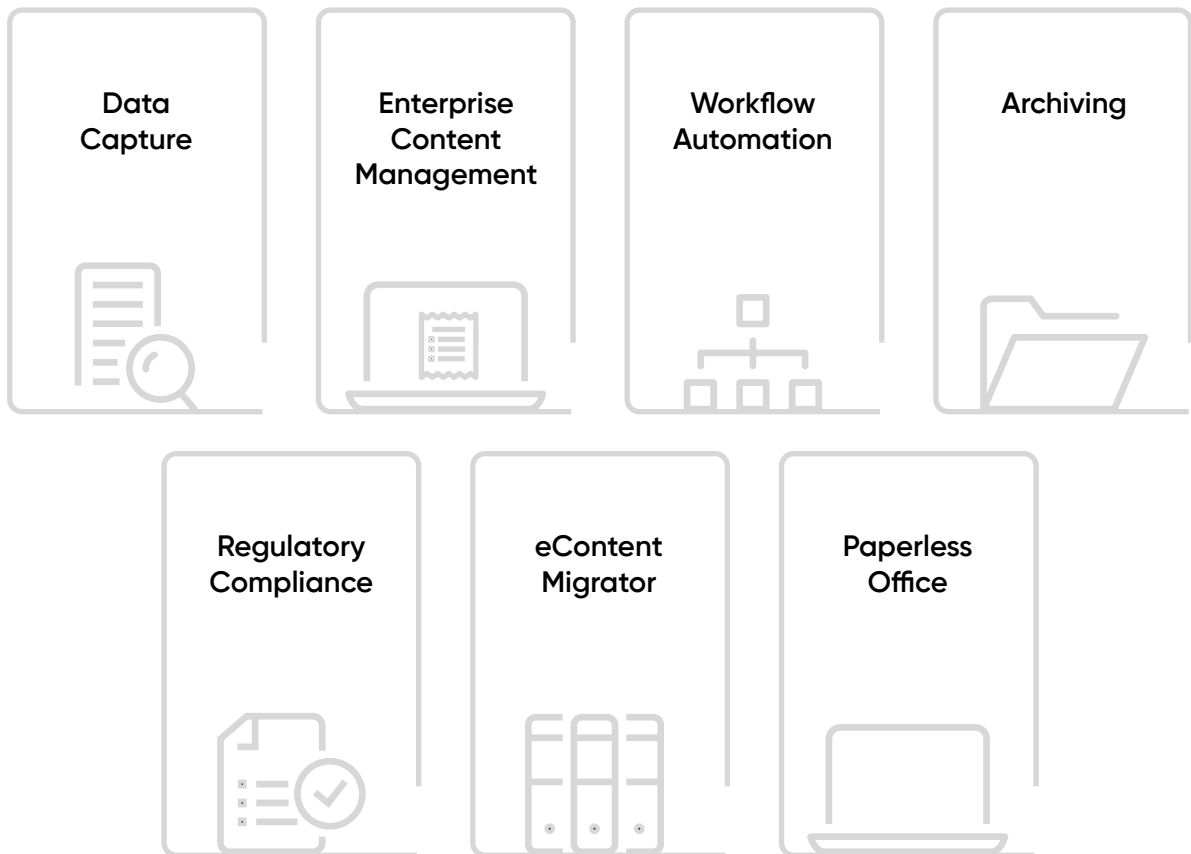 Data
Capture
Enterprise
Content
Management
Workflow
Automation
Archiving
Regulatory
Compliance
eContent
Migrator
Paperless
Office